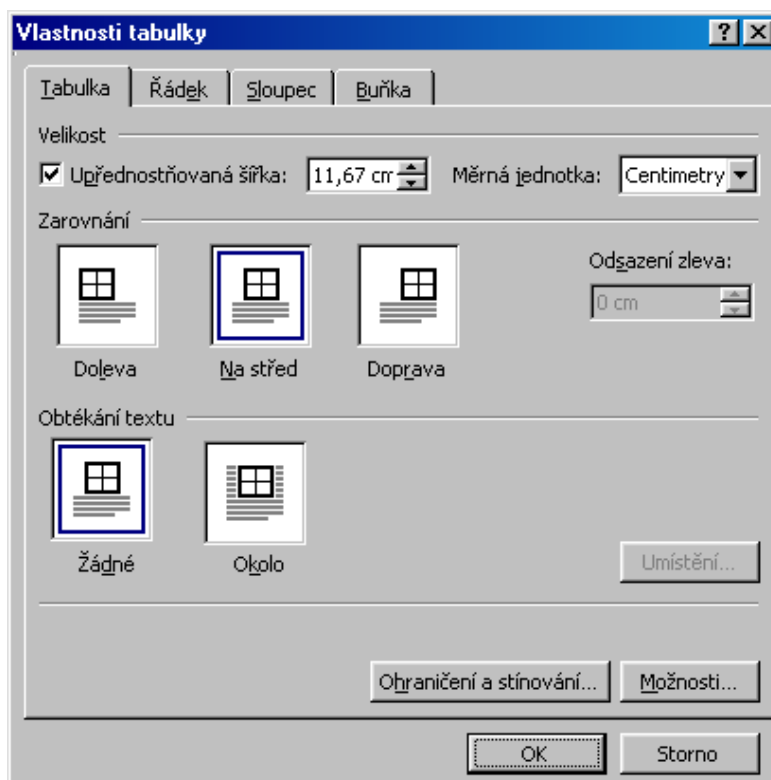 Vlastnosti tabulky
Tabulka Řádek Sloupec Buňka
Velikost
Upřednostňovaná šířka: 11,67 cm Měrná jednotka: Centimetry
Zarovnání
Odsazení zleva:
0 cm
Doleva Na střed Doprava
Obtékání textu
Žádné Okolo
Umístění...
Ohraničení a stínování... Možnosti...
OK Storno